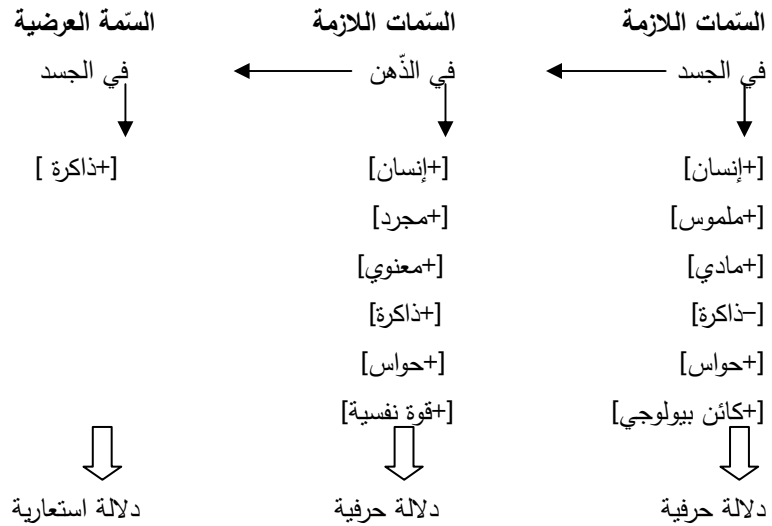 السّمات اللازمة السّمات اللازمة السّمة العرضية
في الجسد في الذّهن في الجسد
[+إنسان] [+إنسان] [+ذاكرة ]
[+ملموس] [+مجرد]
[+مادي] [+معنوي]
[–ذاكرة] [+ذاكرة]
[+حواس] [+حواس]
[+كائن بيولوجي] [+قوة نفسية]
دلالة حرفية دلالة حرفية دلالة استعارية